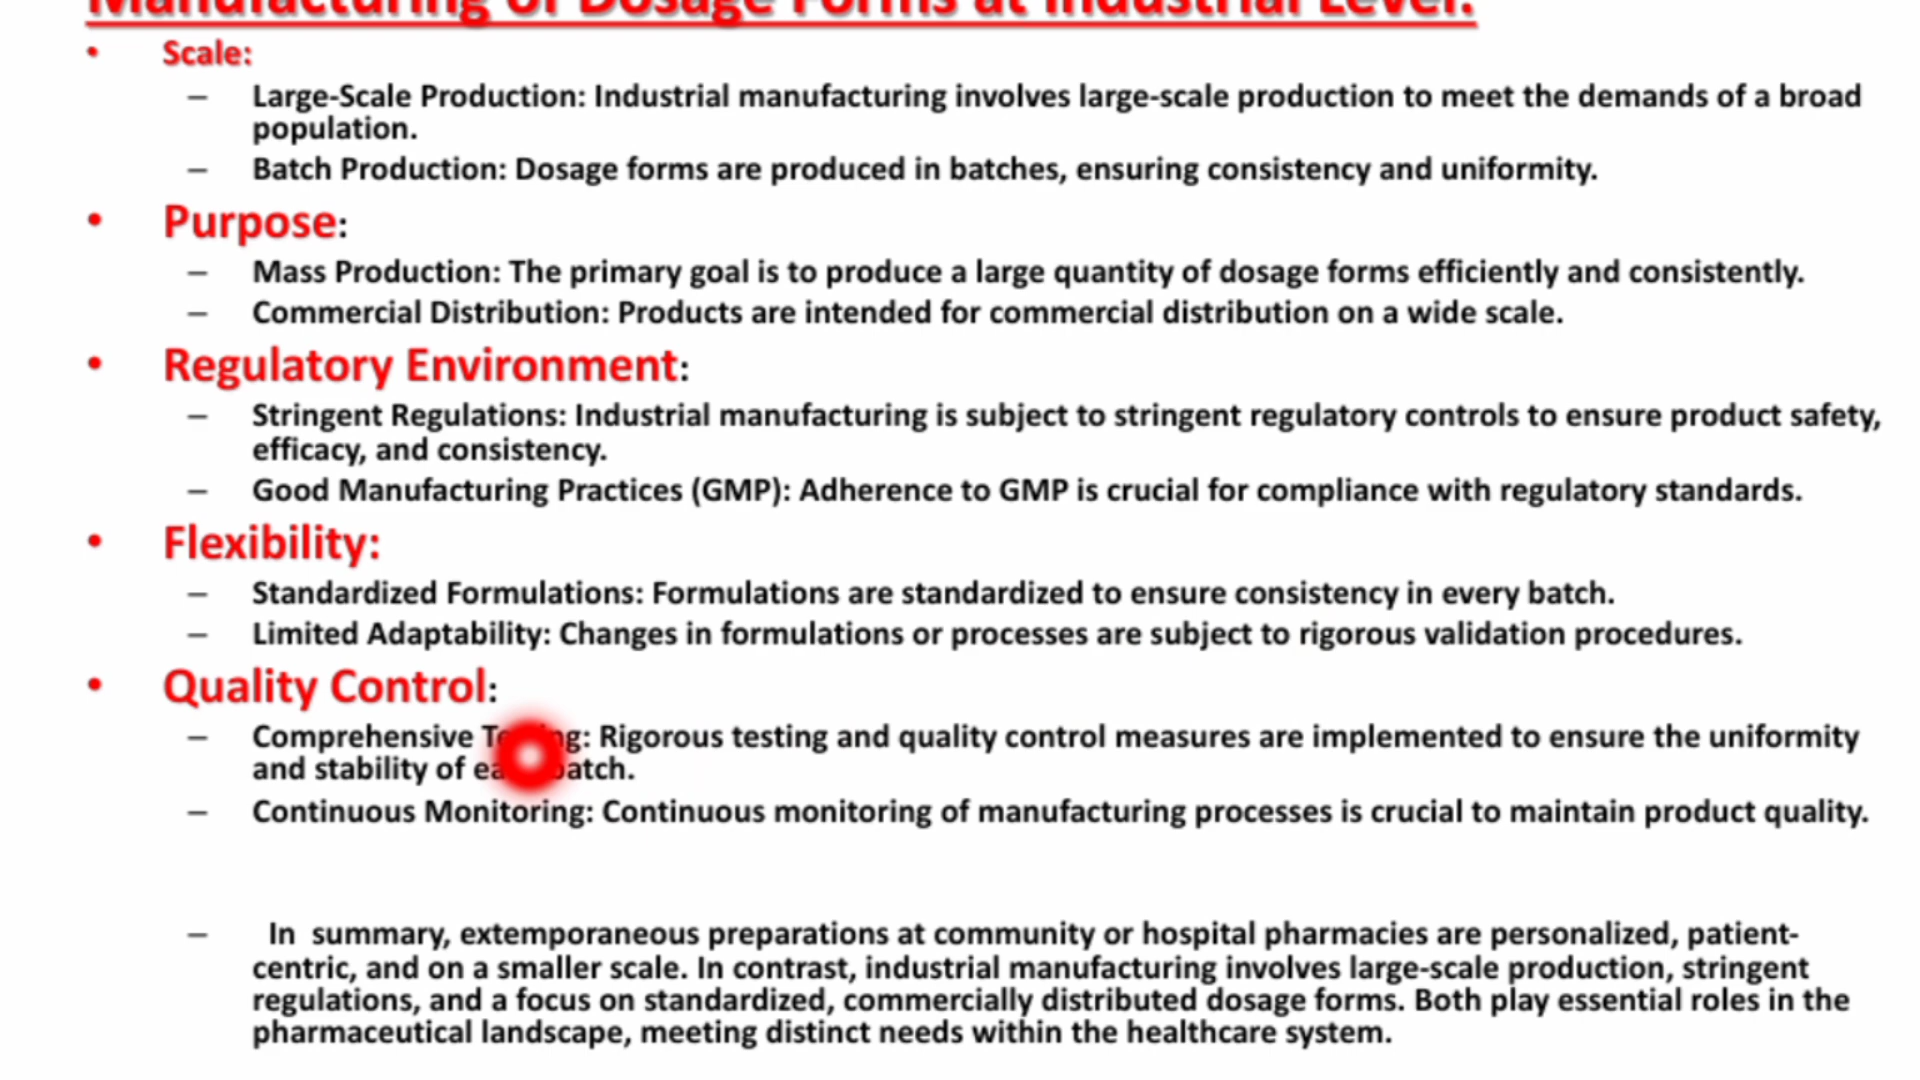 Manufacturing of Dosage Forms at Industrial Level:
• Scale:
– Large-Scale Production: Industrial manufacturing involves large-scale production to meet the demands of a broad
population.
– Batch Production: Dosage forms are produced in batches, ensuring consistency and uniformity.
• Purpose:
– Mass Production: The primary goal is to produce a large quantity of dosage forms efficiently and consistently.
– Commercial Distribution: Products are intended for commercial distribution on a wide scale.
• Regulatory Environment:
– Stringent Regulations: Industrial manufacturing is subject to stringent regulatory controls to ensure product safety,
efficacy, and consistency.
– Good Manufacturing Practices (GMP): Adherence to GMP is crucial for compliance with regulatory standards.
• Flexibility:
– Standardized Formulations: Formulations are standardized to ensure consistency in every batch.
– Limited Adaptability: Changes in formulations or processes are subject to rigorous validation procedures.
• Quality Control:
– Comprehensive Testing: Rigorous testing and quality control measures are implemented to ensure the uniformity
and stability of each batch.
– Continuous Monitoring: Continuous monitoring of manufacturing processes is crucial to maintain product quality.
– In summary, extemporaneous preparations at community or hospital pharmacies are personalized, patient-
centric, and on a smaller scale. In contrast, industrial manufacturing involves large-scale production, stringent
regulations, and a focus on standardized, commercially distributed dosage forms. Both play essential roles in the
pharmaceutical landscape, meeting distinct needs within the healthcare system.